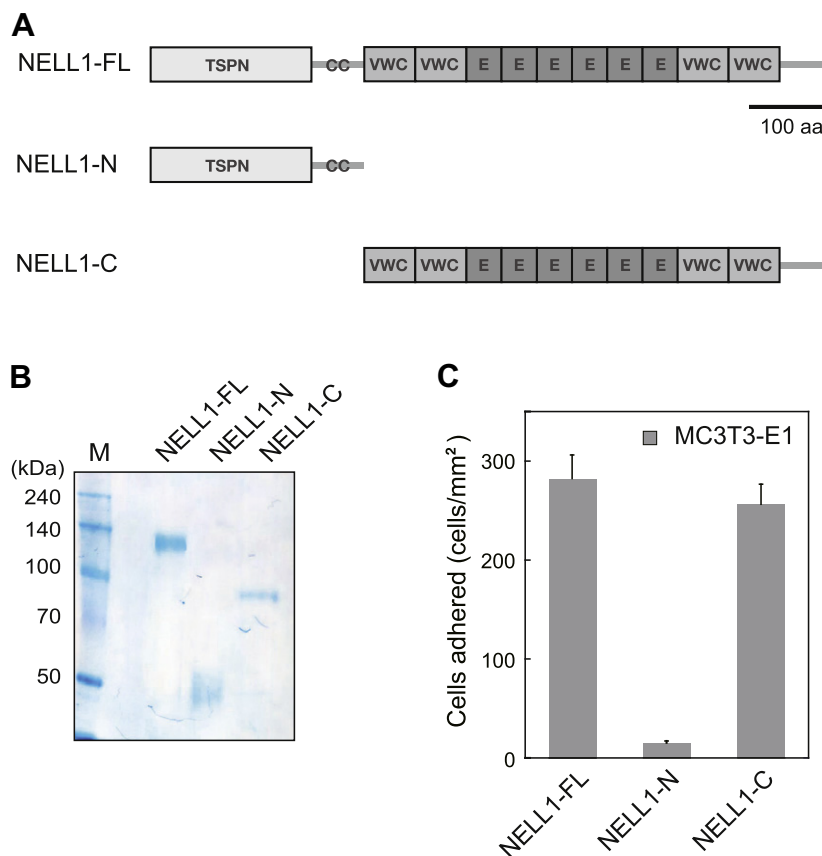 A
NELL1-FL TSPN CC VWC VWC E E E E E E VWC VWC
100 aa
NELL1-N TSPN CC
NELL1-C VWC VWC E E E E E E VWC VWC
B
NELL1-FL NELL1-N NELL1-C
(kDa) M
240
140
100
70
50
C
Cells adhered (cells/mm²)
MC3T3-E1
300
200
100
0
NELL1-FL NELL1-N NELL1-C